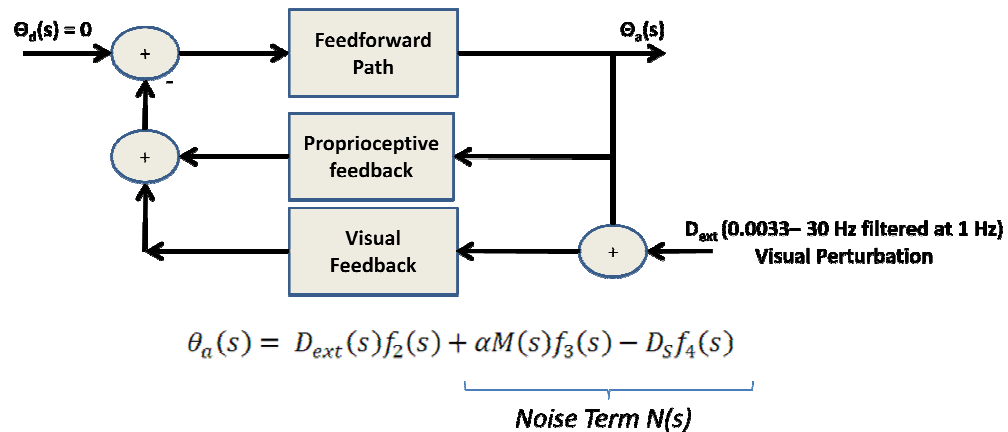 Θd(s) = 0
+
Feedforward
Path
Θa(s)
-
+
Proprioceptive
feedback
Visual
Feedback
+
Dext (0.0033– 30 Hz filtered at 1 Hz)
Visual Perturbation
θa(s) = Dext(s)f2(s) + αM(s)f3(s) − DSf4(s)
Noise Term N(s)